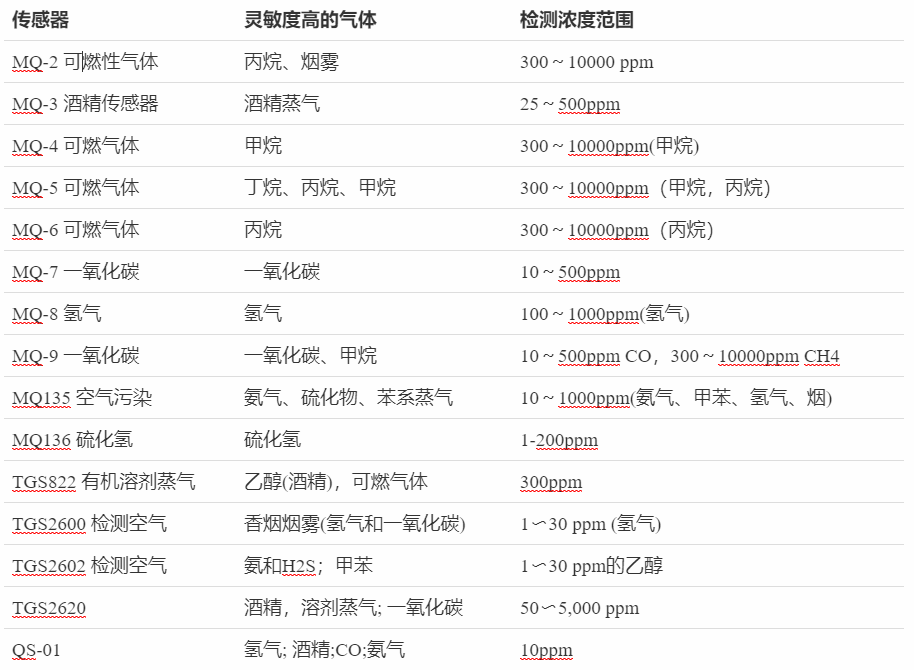 传感器 灵敏度高的气体 检测浓度范围
MQ-2 可燃性气体 丙烷、烟雾 300 ~ 10000 ppm
MQ-3 酒精传感器 酒精蒸气 25 ~ 500ppm
MQ-4 可燃气体 甲烷 300 ~ 10000ppm(甲烷)
MQ-5 可燃气体 丁烷、丙烷、甲烷 300 ~ 10000ppm（甲烷，丙烷）
MQ-6 可燃气体 丙烷 300 ~ 10000ppm（丙烷）
MQ-7 一氧化碳 一氧化碳 10 ~ 500ppm
MQ-8 氢气 氢气 100 ~ 1000ppm(氢气)
MQ-9 一氧化碳 一氧化碳、甲烷 10 ~ 500ppm CO，300 ~ 10000ppm CH4
MQ135 空气污染 氨气、硫化物、苯系蒸气 10 ~ 1000ppm(氨气、甲苯、氢气、烟)
MQ136 硫化氢 硫化氢 1-200ppm
TGS822 有机溶剂蒸气 乙醇(酒精)，可燃气体 300ppm
TGS2600 检测空气 香烟烟雾(氢气和一氧化碳) 1∽30 ppm (氢气)
TGS2602 检测空气 氨和H2S；甲苯 1∽30 ppm的乙醇
TGS2620 酒精，溶剂蒸气; 一氧化碳 50∽5,000 ppm
QS-01 氢气; 酒精;CO;氨气 10ppm